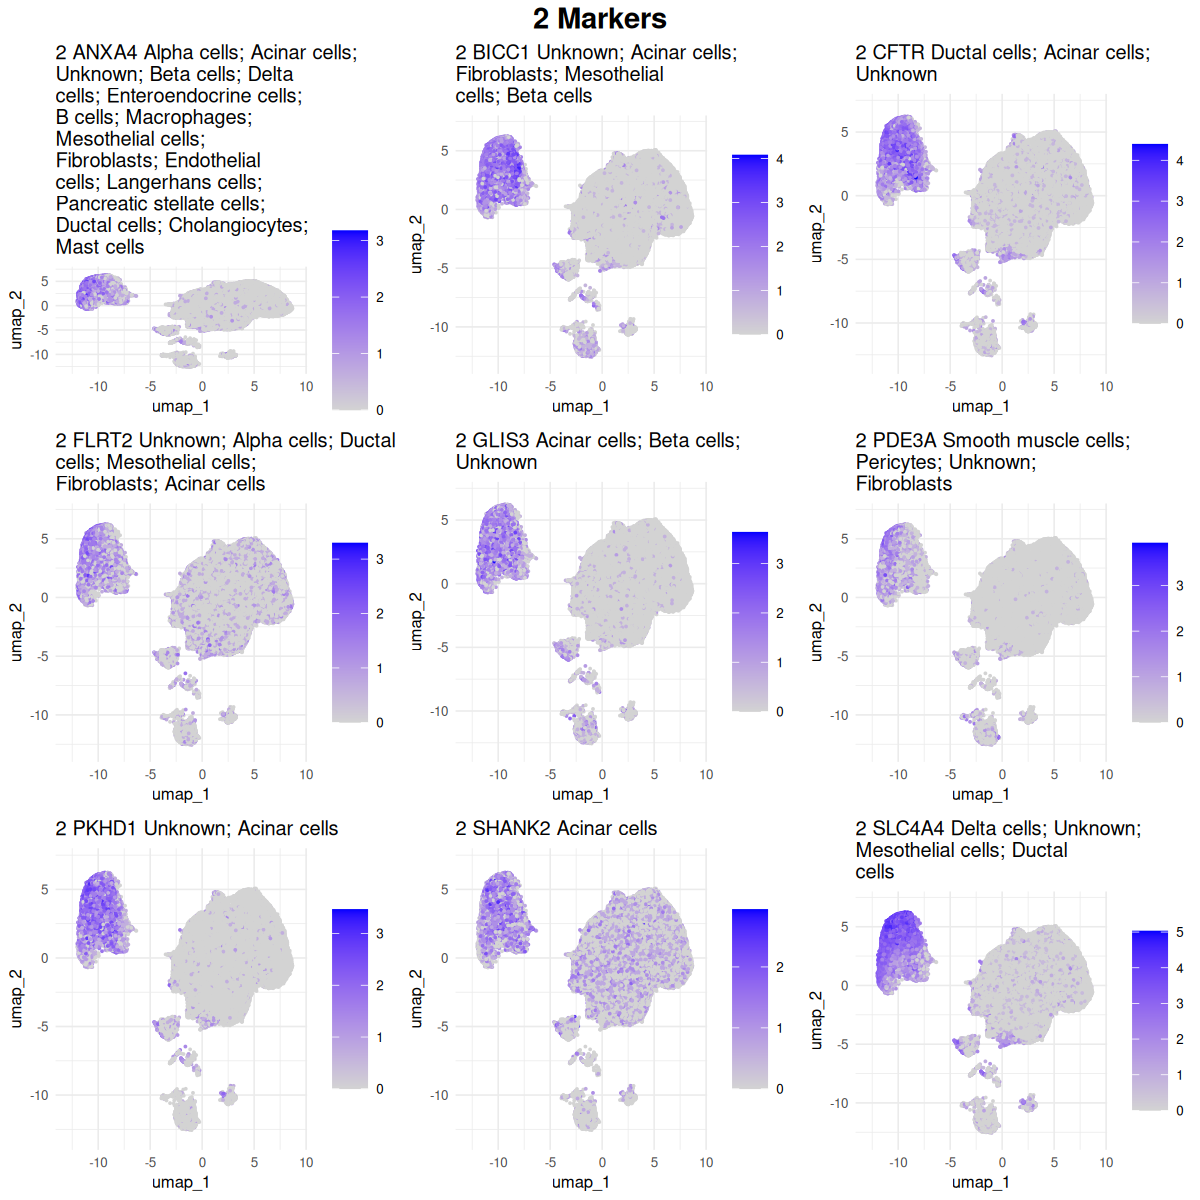 2 Markers
2 ANXA4 Alpha cells; Acinar cells;
Unknown; Beta cells; Delta
cells; Enteroendocrine cells;
B cells; Macrophages;
Mesothelial cells;
Fibroblasts; Endothelial
cells; Langerhans cells;
Pancreatic stellate cells;
Ductal cells; Cholangiocytes;
Mast cells
5
0
-5
-10
umap_2
-10 -5 0 5 10
umap_1
3
2
1
0
2 BICC1 Unknown; Acinar cells;
Fibroblasts; Mesothelial
cells; Beta cells
5
0
-5
-10
umap_2
-10 -5 0 5 10
umap_1
4
3
2
1
0
2 CFTR Ductal cells; Acinar cells;
Unknown
5
0
-5
-10
umap_2
-10 -5 0 5 10
umap_1
4
3
2
1
0
2 FLRT2 Unknown; Alpha cells; Ductal
cells; Mesothelial cells;
Fibroblasts; Acinar cells
5
0
-5
-10
umap_2
-10 -5 0 5 10
umap_1
3
2
1
0
2 GLIS3 Acinar cells; Beta cells;
Unknown
5
0
-5
-10
umap_2
-10 -5 0 5 10
umap_1
3
2
1
0
2 PDE3A Smooth muscle cells;
Pericytes; Unknown;
Fibroblasts
5
0
-5
-10
umap_2
-10 -5 0 5 10
umap_1
3
2
1
0
2 PKHD1 Unknown; Acinar cells
5
0
-5
-10
umap_2
-10 -5 0 5 10
umap_1
3
2
1
0
2 SHANK2 Acinar cells
5
0
-5
-10
umap_2
-10 -5 0 5 10
umap_1
2
1
0
2 SLC4A4 Delta cells; Unknown;
Mesothelial cells; Ductal
cells
5
0
-5
-10
umap_2
-10 -5 0 5 10
umap_1
5
4
3
2
1
0